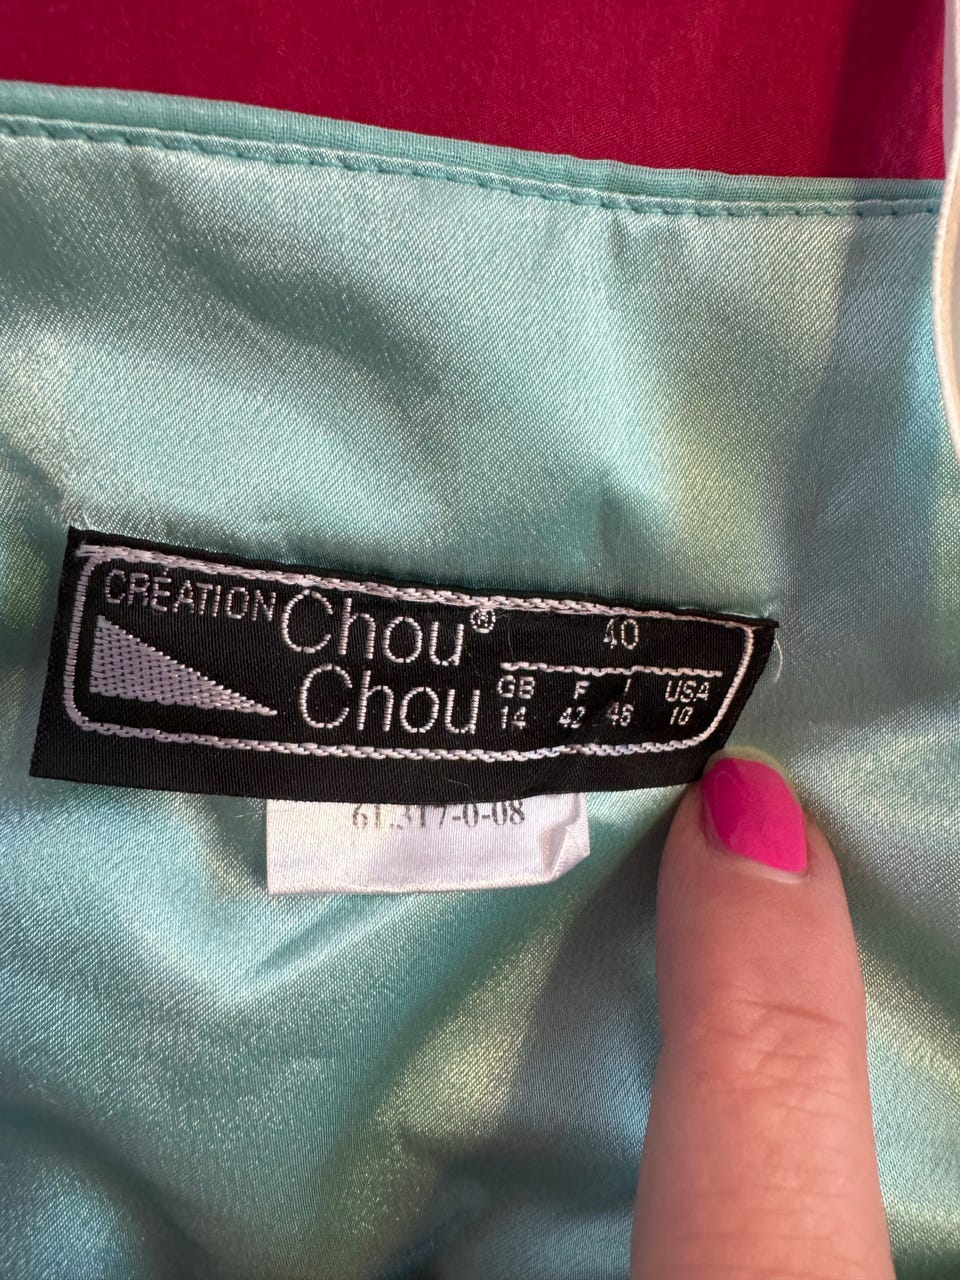 CRÉATION Chou®
Chou
40
GB F I USA
14 42 46 10
61.317-0-08